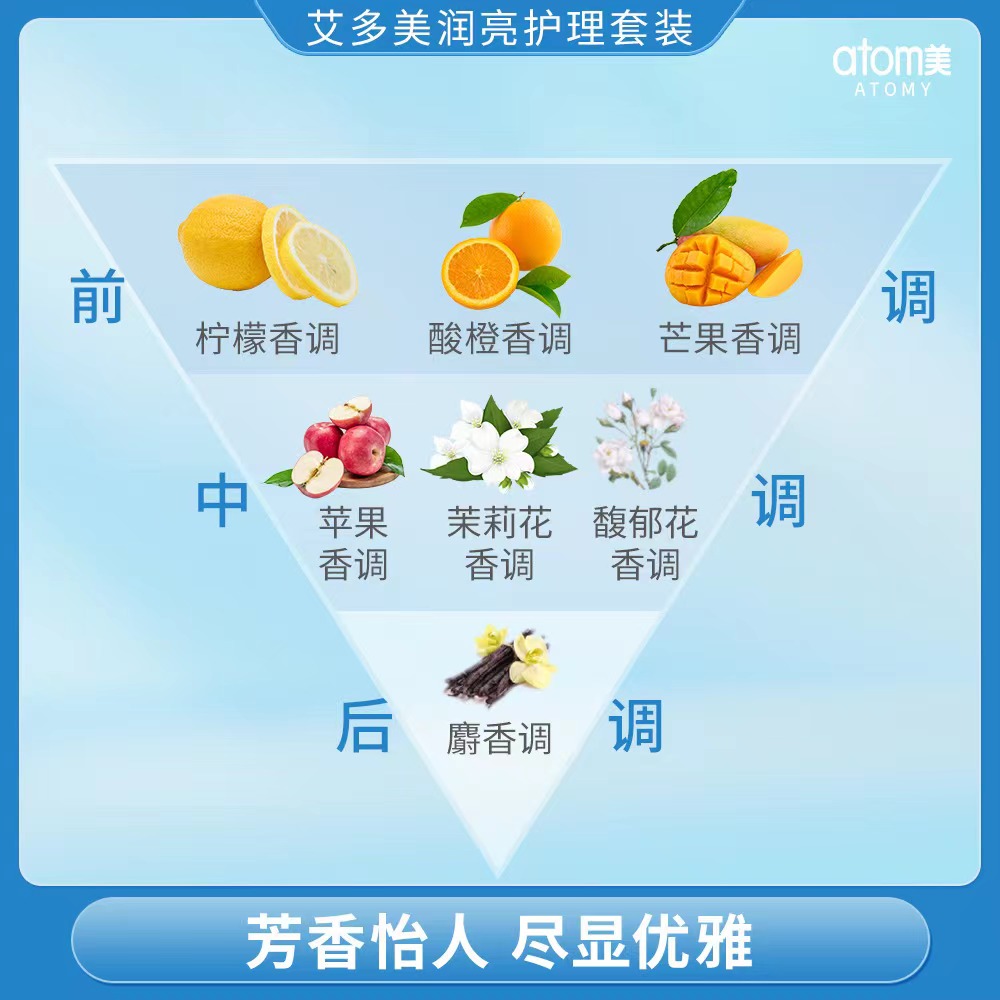 艾多美润亮护理套装
atom美
ATOMY
前调
柠檬香调
酸橙香调
芒果香调
中调
苹果
香调
茉莉花
香调
馥郁花
香调
后调
麝香调
芳香怡人 尽显优雅